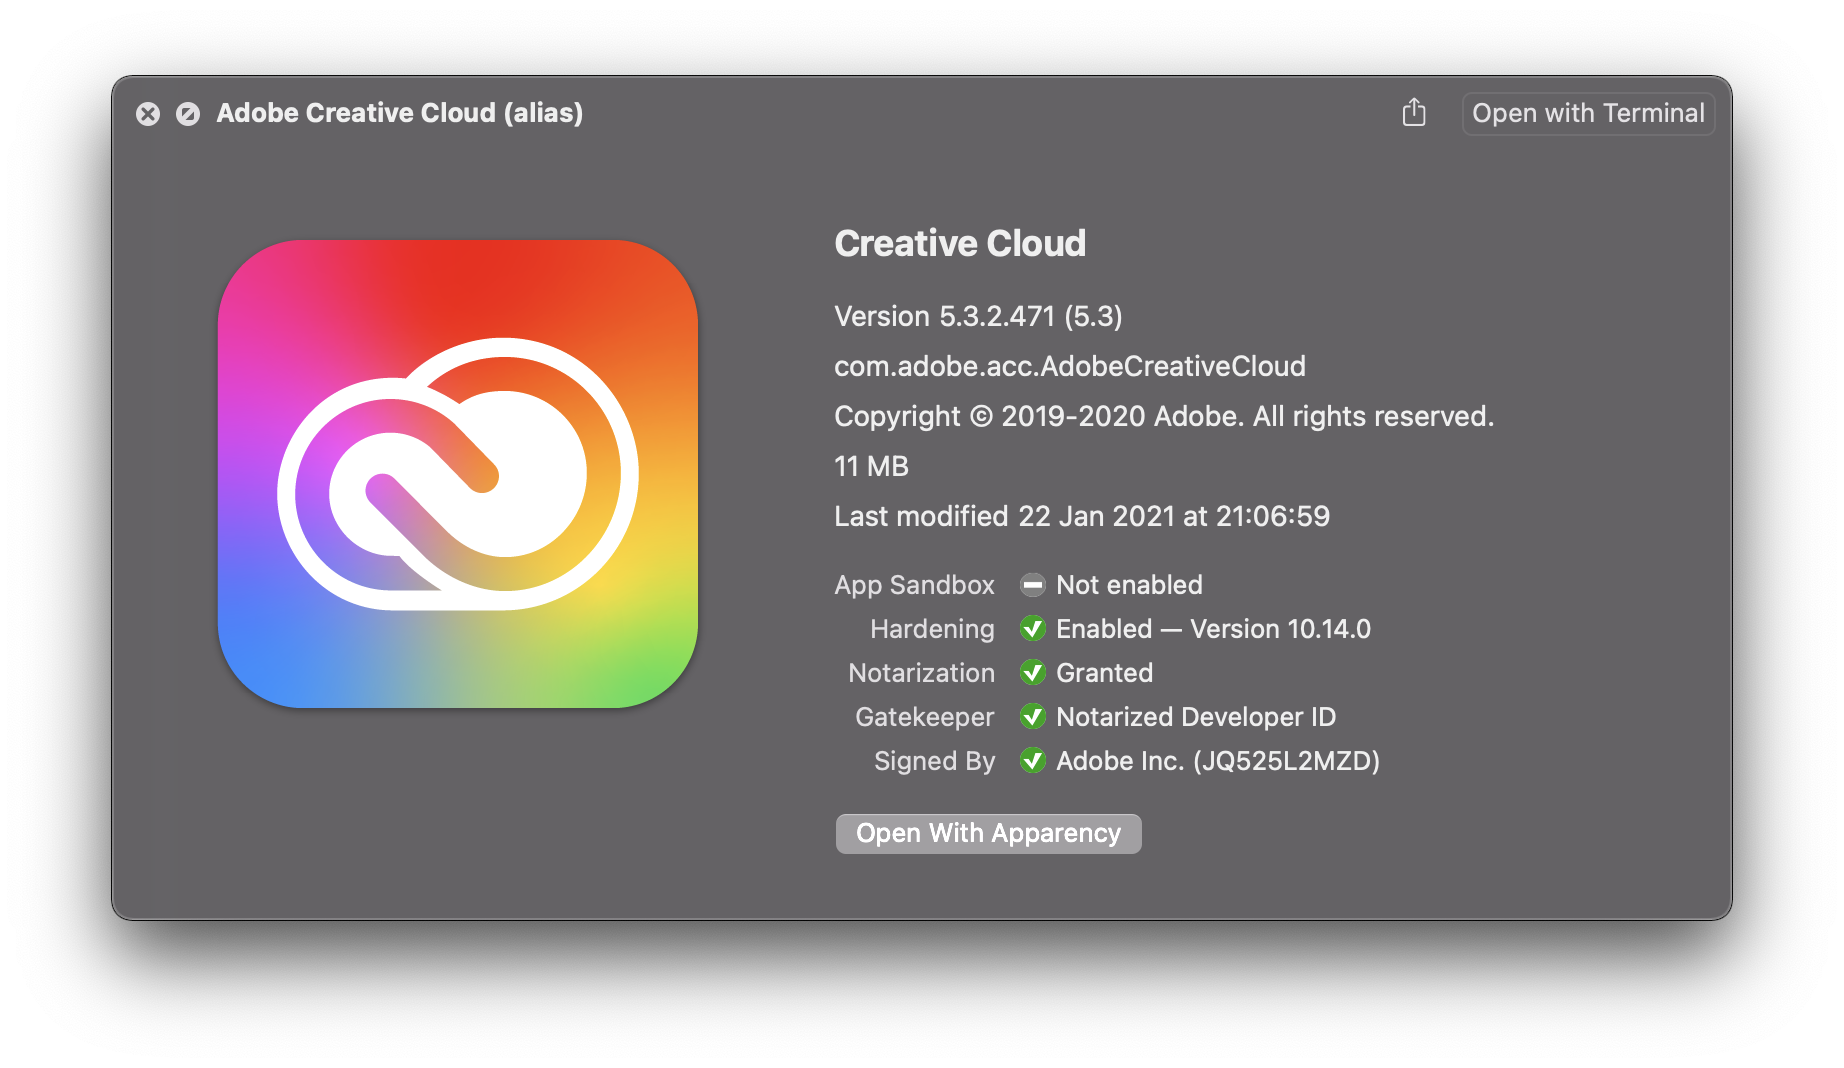 Adobe Creative Cloud (alias)
Open with Terminal
Creative Cloud
Version 5.3.2.471 (5.3)
com.adobe.acc.AdobeCreativeCloud
Copyright © 2019-2020 Adobe. All rights reserved.
11 MB
Last modified 22 Jan 2021 at 21:06:59
App Sandbox Not enabled
Hardening Enabled — Version 10.14.0
Notarization Granted
Gatekeeper Notarized Developer ID
Signed By Adobe Inc. (JQ525L2MZD)
Open With Apparency